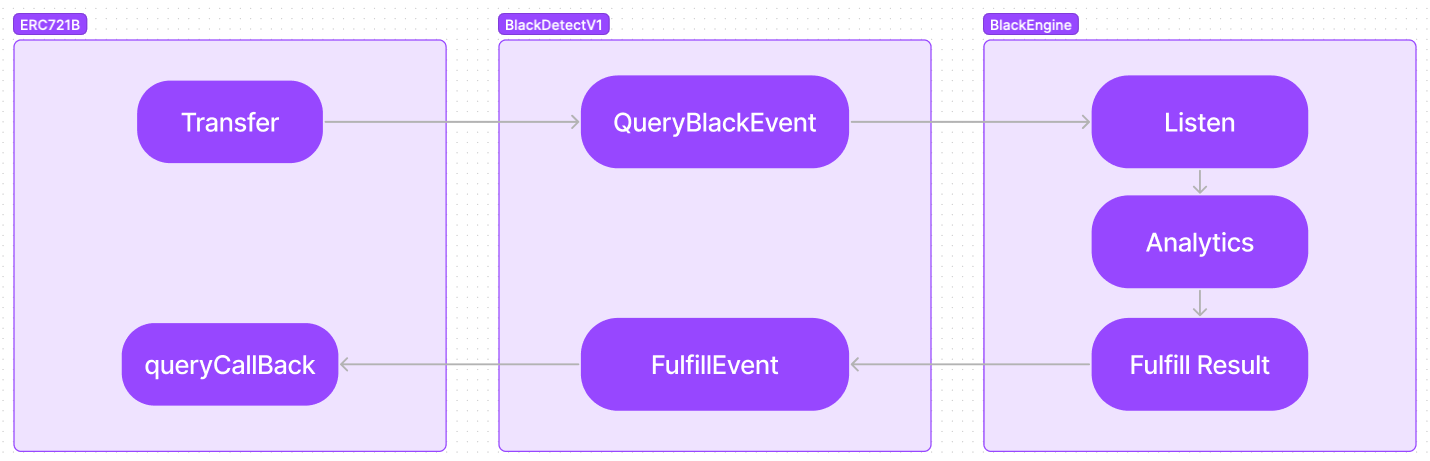 ERC721B
BlackDetectV1
BlackEngine
Transfer
QueryBlackEvent
Listen
Analytics
queryCallBack
FulfillEvent
Fulfill Result